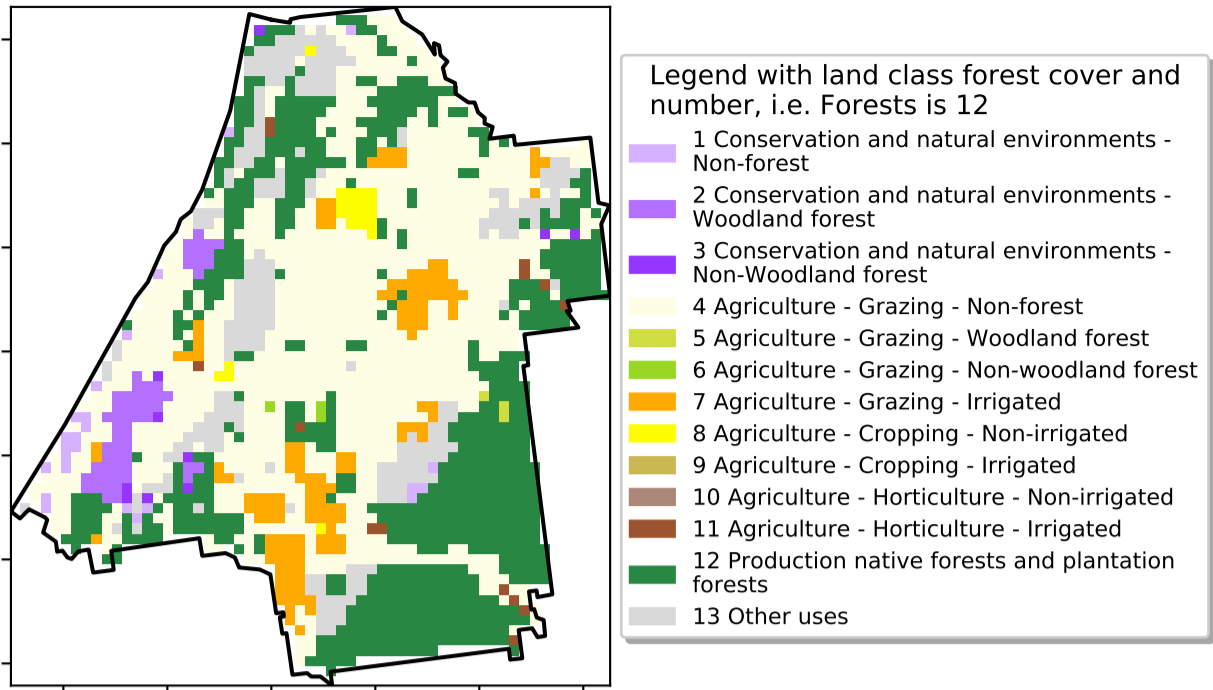 Legend with land class forest cover and
number, i.e. Forests is 12
1 Conservation and natural environments -
Non-forest
2 Conservation and natural environments -
Woodland forest
3 Conservation and natural environments -
Non-Woodland forest
4 Agriculture - Grazing - Non-forest
5 Agriculture - Grazing - Woodland forest
6 Agriculture - Grazing - Non-woodland forest
7 Agriculture - Grazing - Irrigated
8 Agriculture - Cropping - Non-irrigated
9 Agriculture - Cropping - Irrigated
10 Agriculture - Horticulture - Non-irrigated
11 Agriculture - Horticulture - Irrigated
12 Production native forests and plantation
forests
13 Other uses